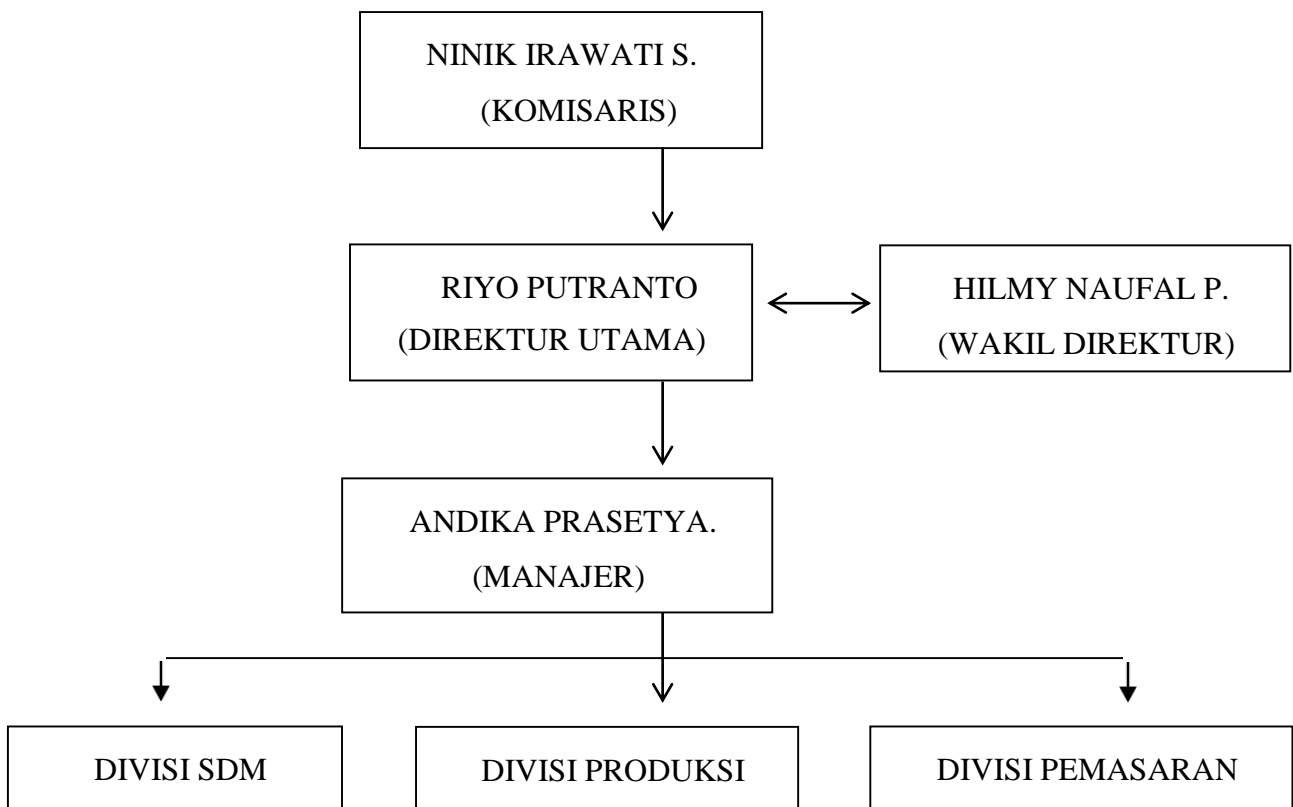 NINIK IRAWATI S.
(KOMISARIS)
RIYO PUTRANTO
(DIREKTUR UTAMA)
HILMY NAUFAL P.
(WAKIL DIREKTUR)
ANDIKA PRASETYA.
(MANAJER)
DIVISI SDM
DIVISI PRODUKSI
DIVISI PEMASARAN